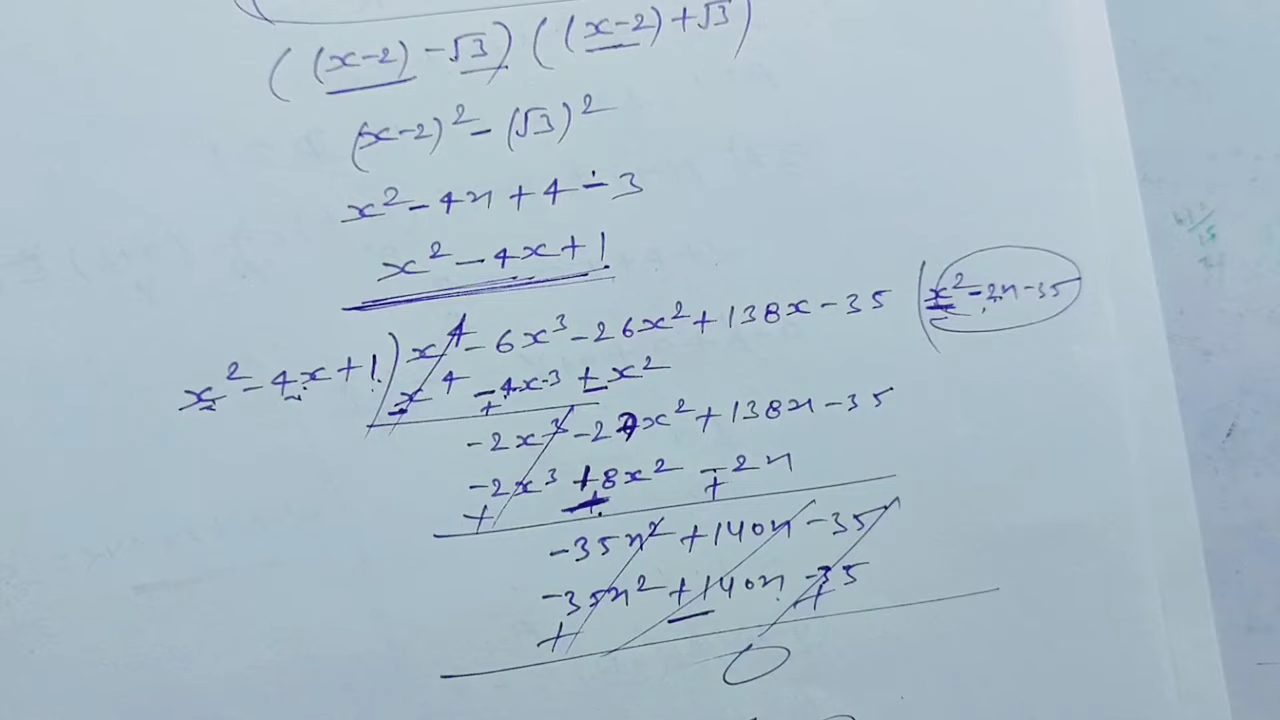 ((x-2) -√3) ((x-2) +√3)
(x-2)² - (√3)²
x² - 4x + 4 - 3
x² - 4x + 1
x² - 4x + 1 ) x⁴ - 6x³ - 26x² + 138x - 35 ( x² - 2x - 35
x⁴ - 4x³ + x²
- +  -
-2x³ - 27x² + 138x - 35
-2x³ + 8x² - 2x
+  -  +
-35x² + 140x - 35
-35x² + 140x - 35
+  -  +
0